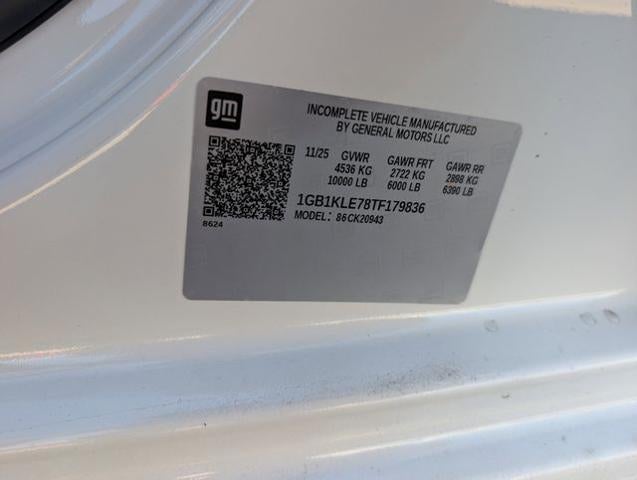 gm
INCOMPLETE VEHICLE MANUFACTURED
BY GENERAL MOTORS LLC
11/25 GVWR GAWR FRT GAWR RR
4536 KG 2722 KG 2898 KG
10000 LB 6000 LB 6390 LB
1GB1KLE78TF179836
MODEL: 86CK20943
8624